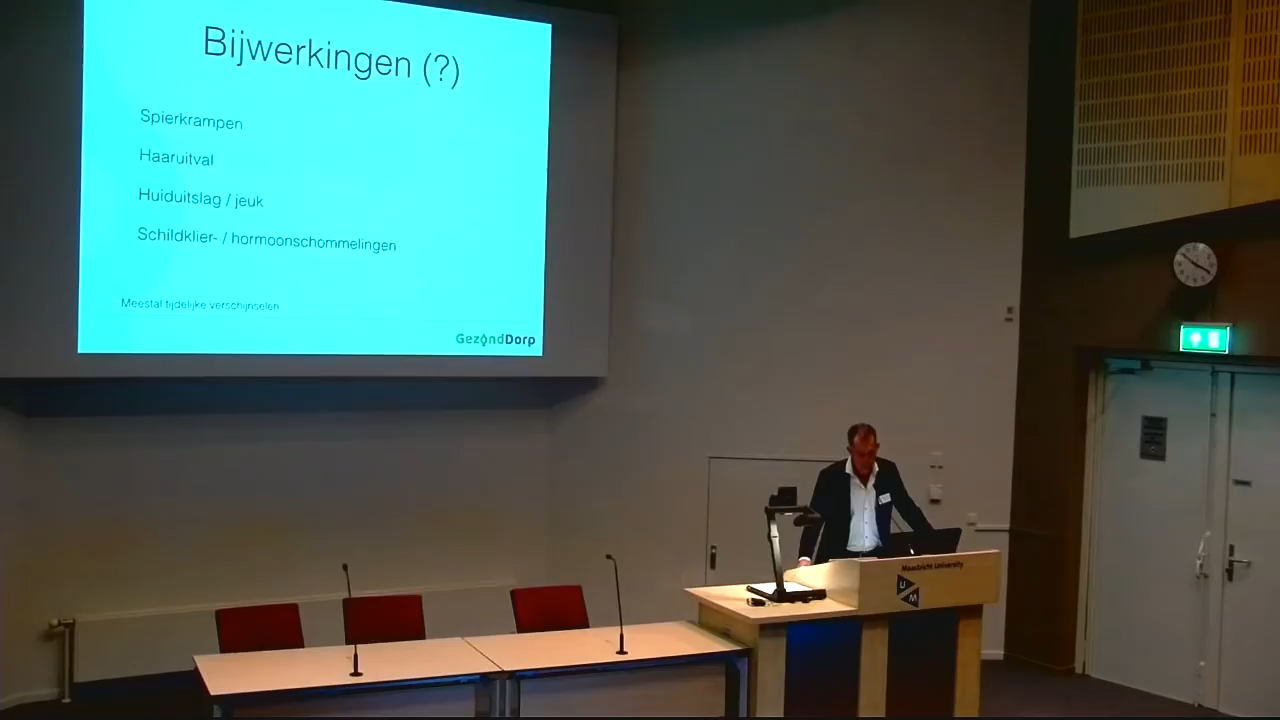 Bijwerkingen (?)
Spierkrampen
Haaruitval
Huiduitslag / jeuk
Schildklier- / hormoonschommelingen
Meestal tijdelijke verschijnselen
GezondDorp
Maastricht University
U
M